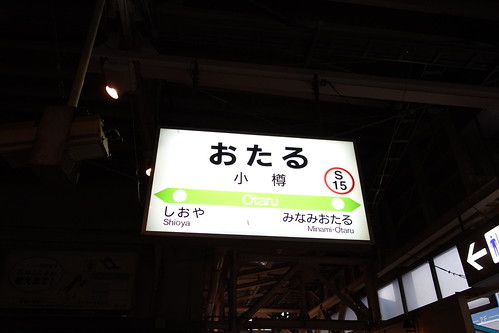 おたる
小樽
S
15
Otaru
しおや
Shioya
みなみおたる
Minami-Otaru